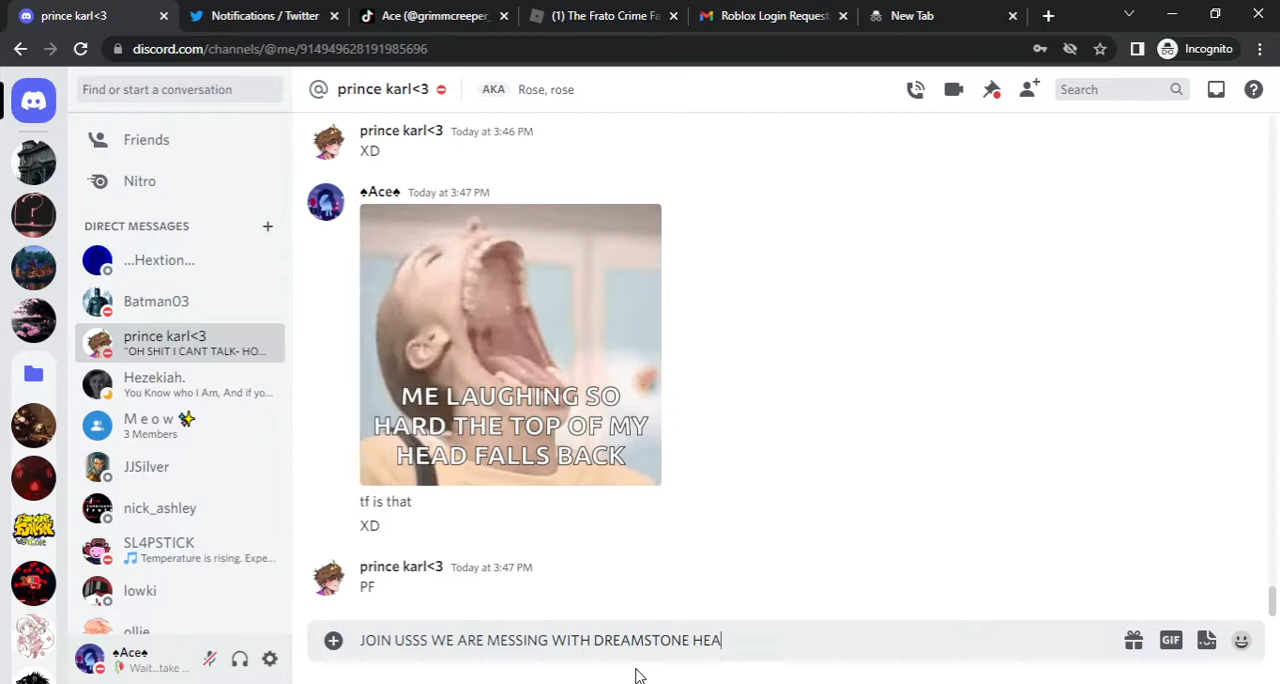 prince karl<3
Notifications / Twitter
Ace (@grimmcreeper_
(1) The Frato Crime Fa
Roblox Login Request
New Tab
discord.com/channels/@me/914949628191985696
Incognito
Find or start a conversation
prince karl<3
AKA
Rose, rose
Search
Friends
Nitro
DIRECT MESSAGES
...Hextion...
Batman03
prince karl<3
"OH SHIT I CANT TALK- HO...
Hezekiah.
You Know who I Am, And if yo...
M e o w ✨
3 Members
JJSilver
nick_ashley
SL4PSTICK
🎵 Temperature is rising. Expe...
lowki
ollie
♠Ace♠
Wait...take ...
prince karl<3 Today at 3:46 PM
XD
♠Ace♠ Today at 3:47 PM
ME LAUGHING SO
HARD THE TOP OF MY
HEAD FALLS BACK
tf is that
XD
prince karl<3 Today at 3:47 PM
PF
JOIN USSS WE ARE MESSING WITH DREAMSTONE HEA
GIF